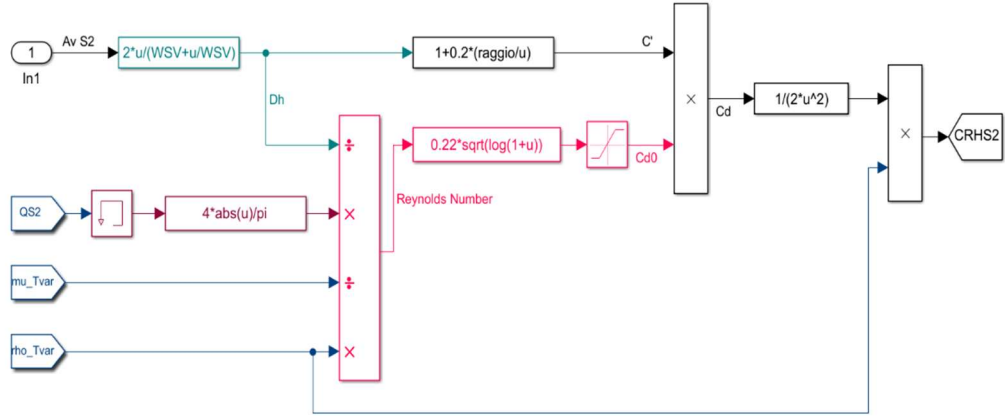 1
In1
Av S2
2*u/(WSV+u/WSV)
Dh
1+0.2*(raggio/u)
C'
÷
×
÷
×
0.22*sqrt(log(1+u))
Cd0
Reynolds Number
×
Cd
1/(2*u^2)
×
CRHS2
QS2
4*abs(u)/pi
mu_Tvar
rho_Tvar